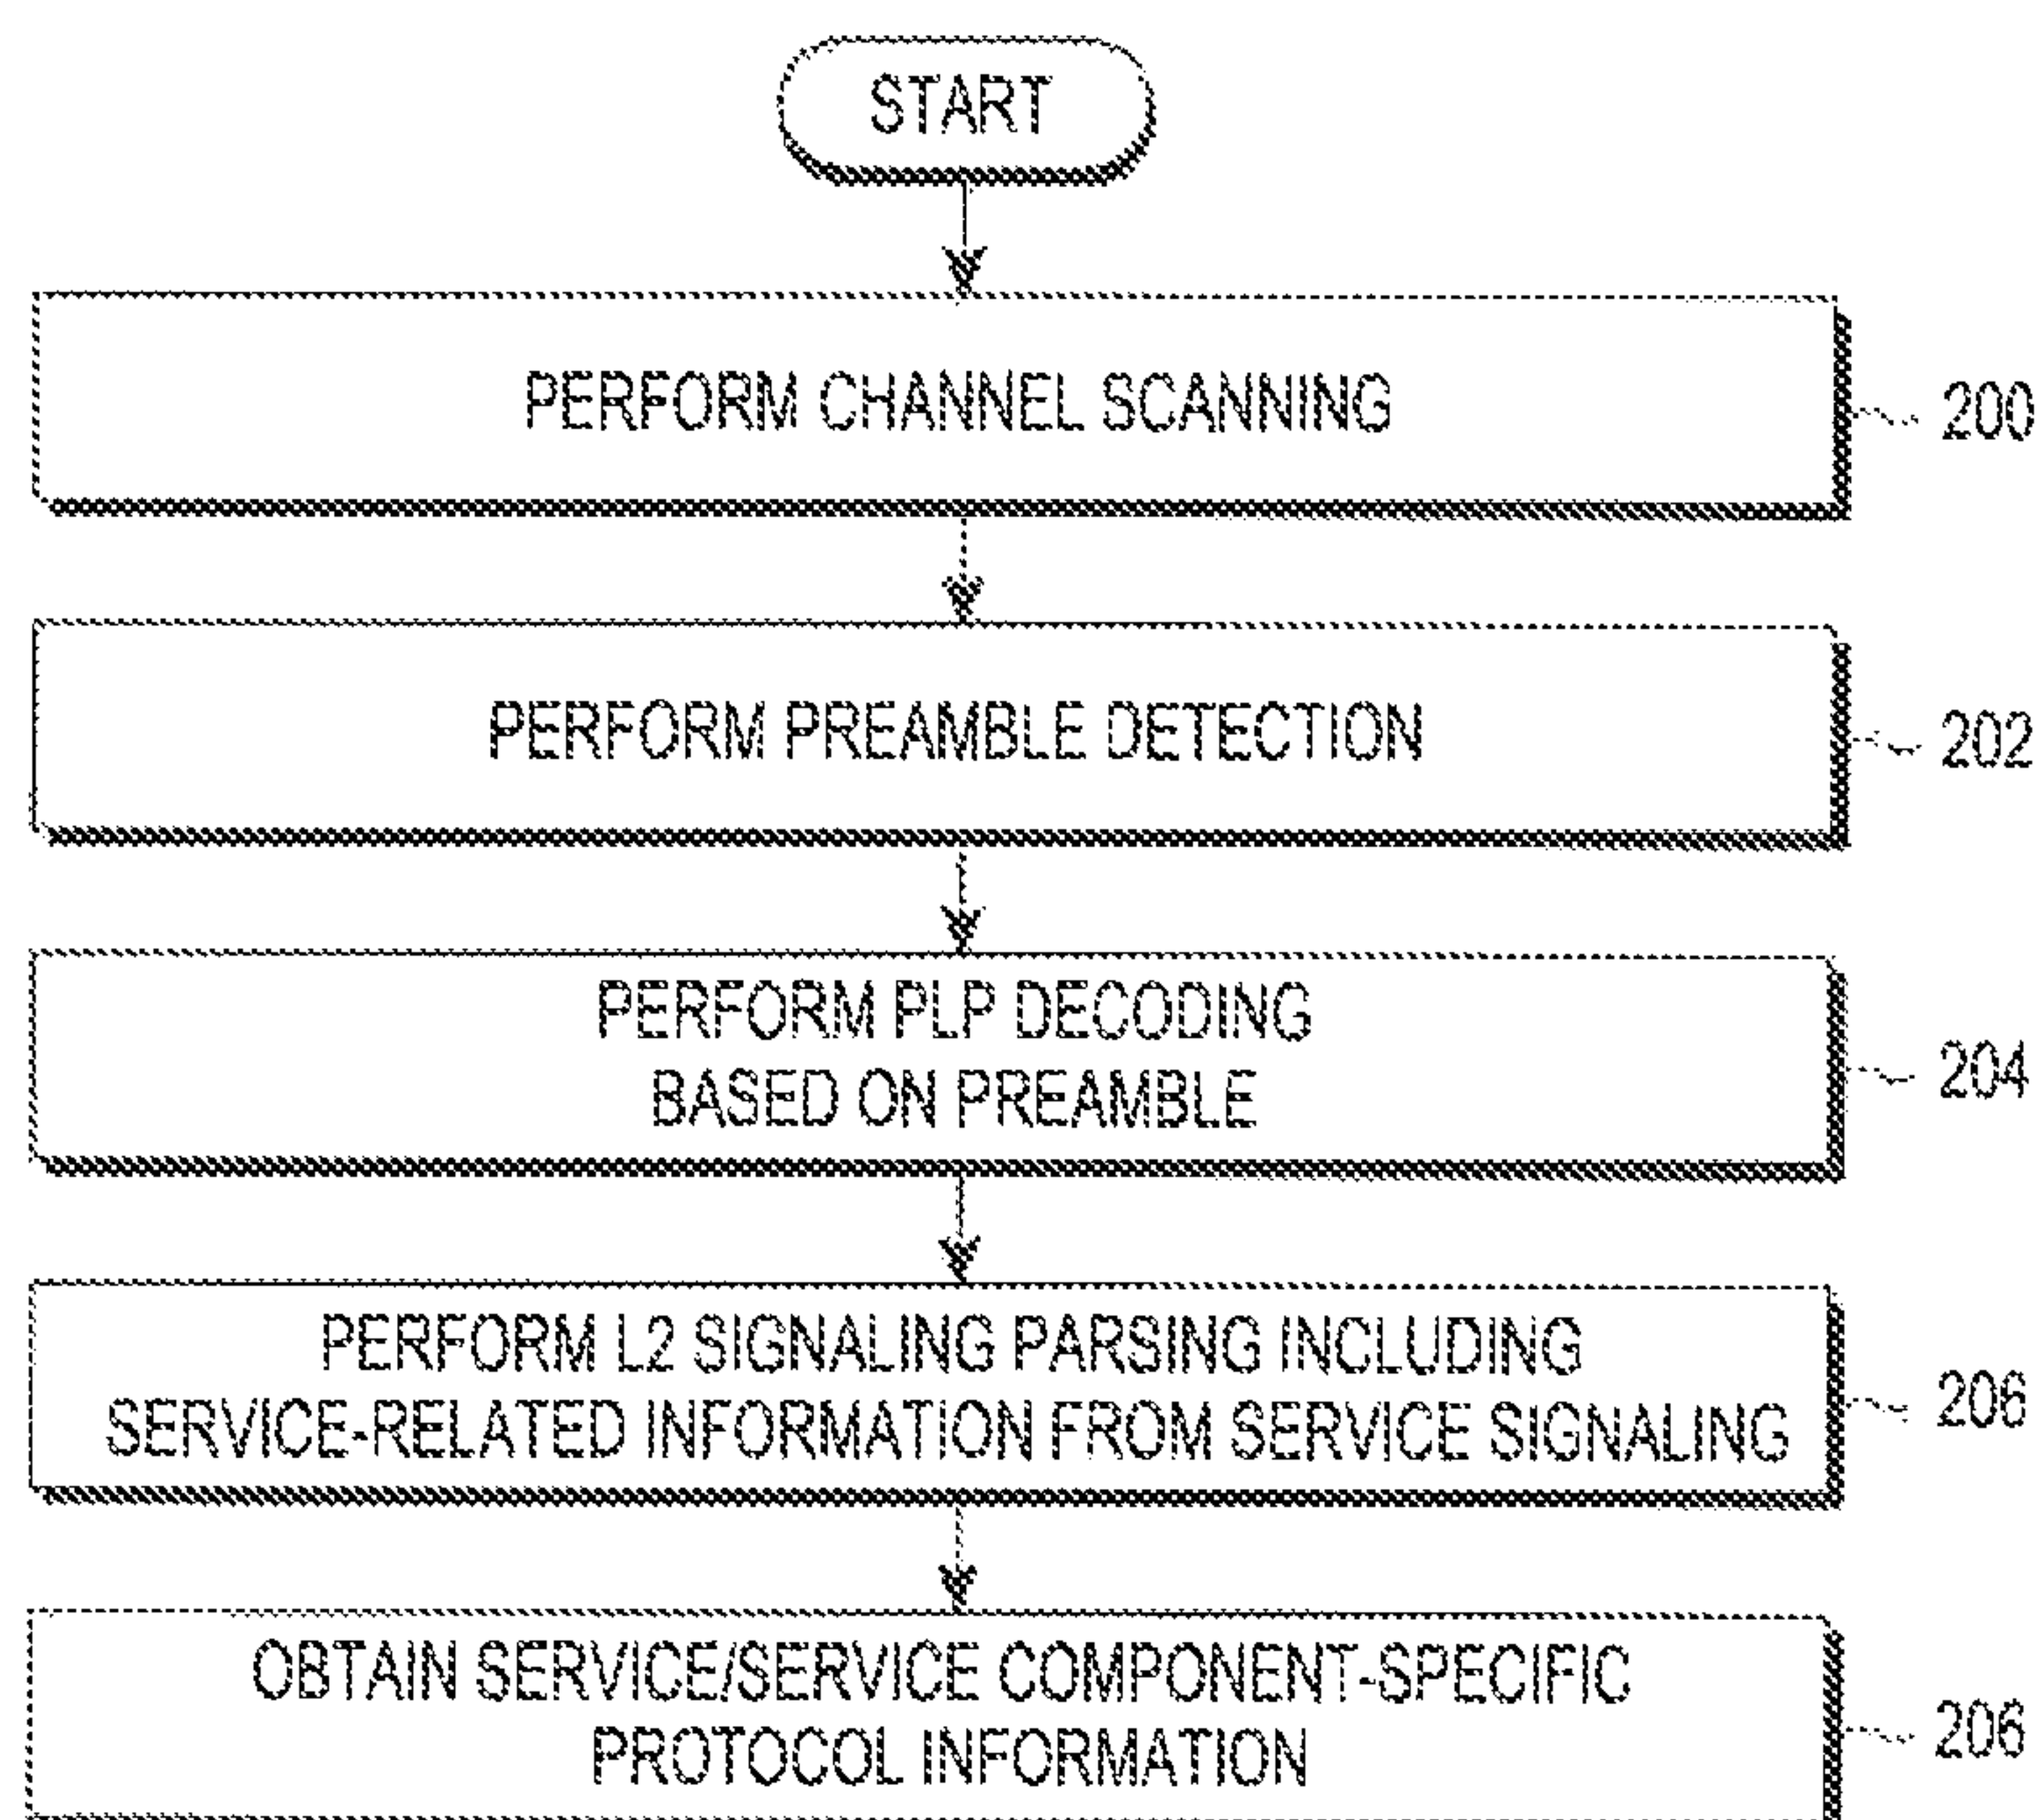 START
PERFORM CHANNEL SCANNING
200
PERFORM PREAMBLE DETECTION
202
PERFORM PLP DECODING
BASED ON PREAMBLE
204
PERFORM L2 SIGNALING PARSING INCLUDING
SERVICE-RELATED INFORMATION FROM SERVICE SIGNALING
206
OBTAIN SERVICE/SERVICE COMPONENT-SPECIFIC
PROTOCOL INFORMATION
206